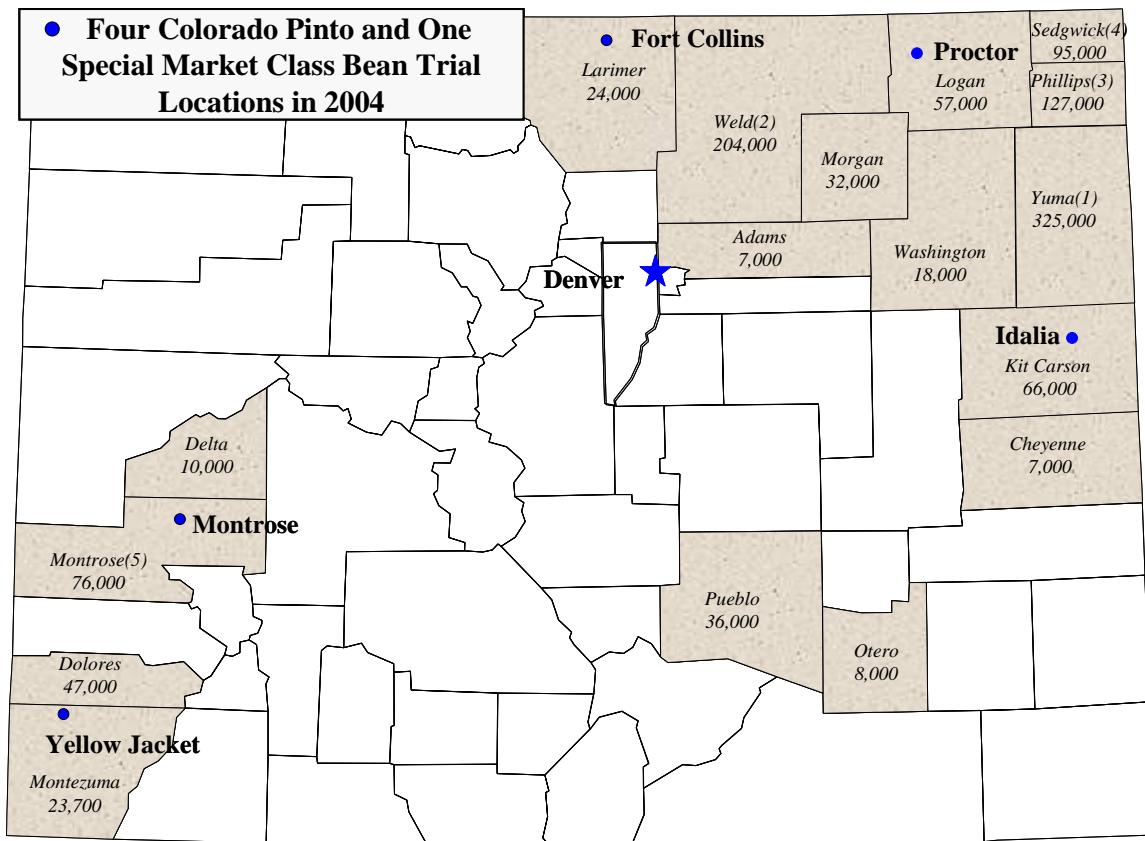 Four Colorado Pinto and One
Special Market Class Bean Trial
Locations in 2004
Fort Collins
Larimer
24,000
Proctor
Logan
57,000
Sedgwick(4)
95,000
Phillips(3)
127,000
Weld(2)
204,000
Morgan
32,000
Yuma(1)
325,000
Adams
7,000
Washington
18,000
Denver
Idalia
Kit Carson
66,000
Cheyenne
7,000
Delta
10,000
Montrose
Montrose(5)
76,000
Pueblo
36,000
Otero
8,000
Dolores
47,000
Yellow Jacket
Montezuma
23,700